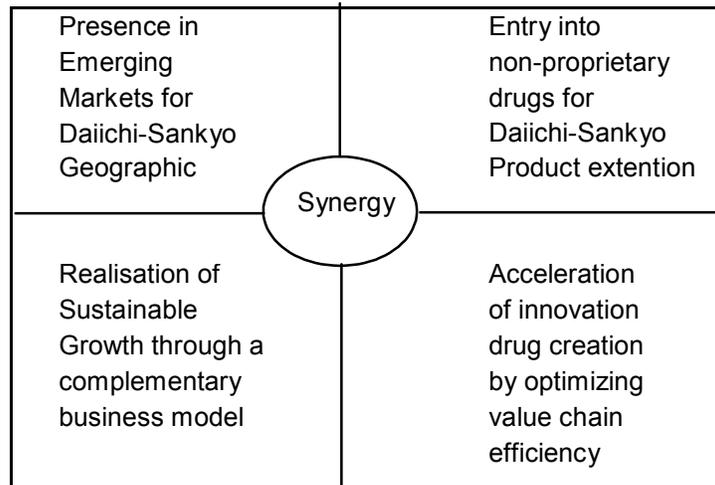 Presence in
Emerging
Markets for
Daiichi-Sankyo
Geographic
Entry into
non-proprietary
drugs for
Daiichi-Sankyo
Product extention
Synergy
Realisation of
Sustainable
Growth through a
complementary
business model
Acceleration
of innovation
drug creation
by optimizing
value chain
efficiency